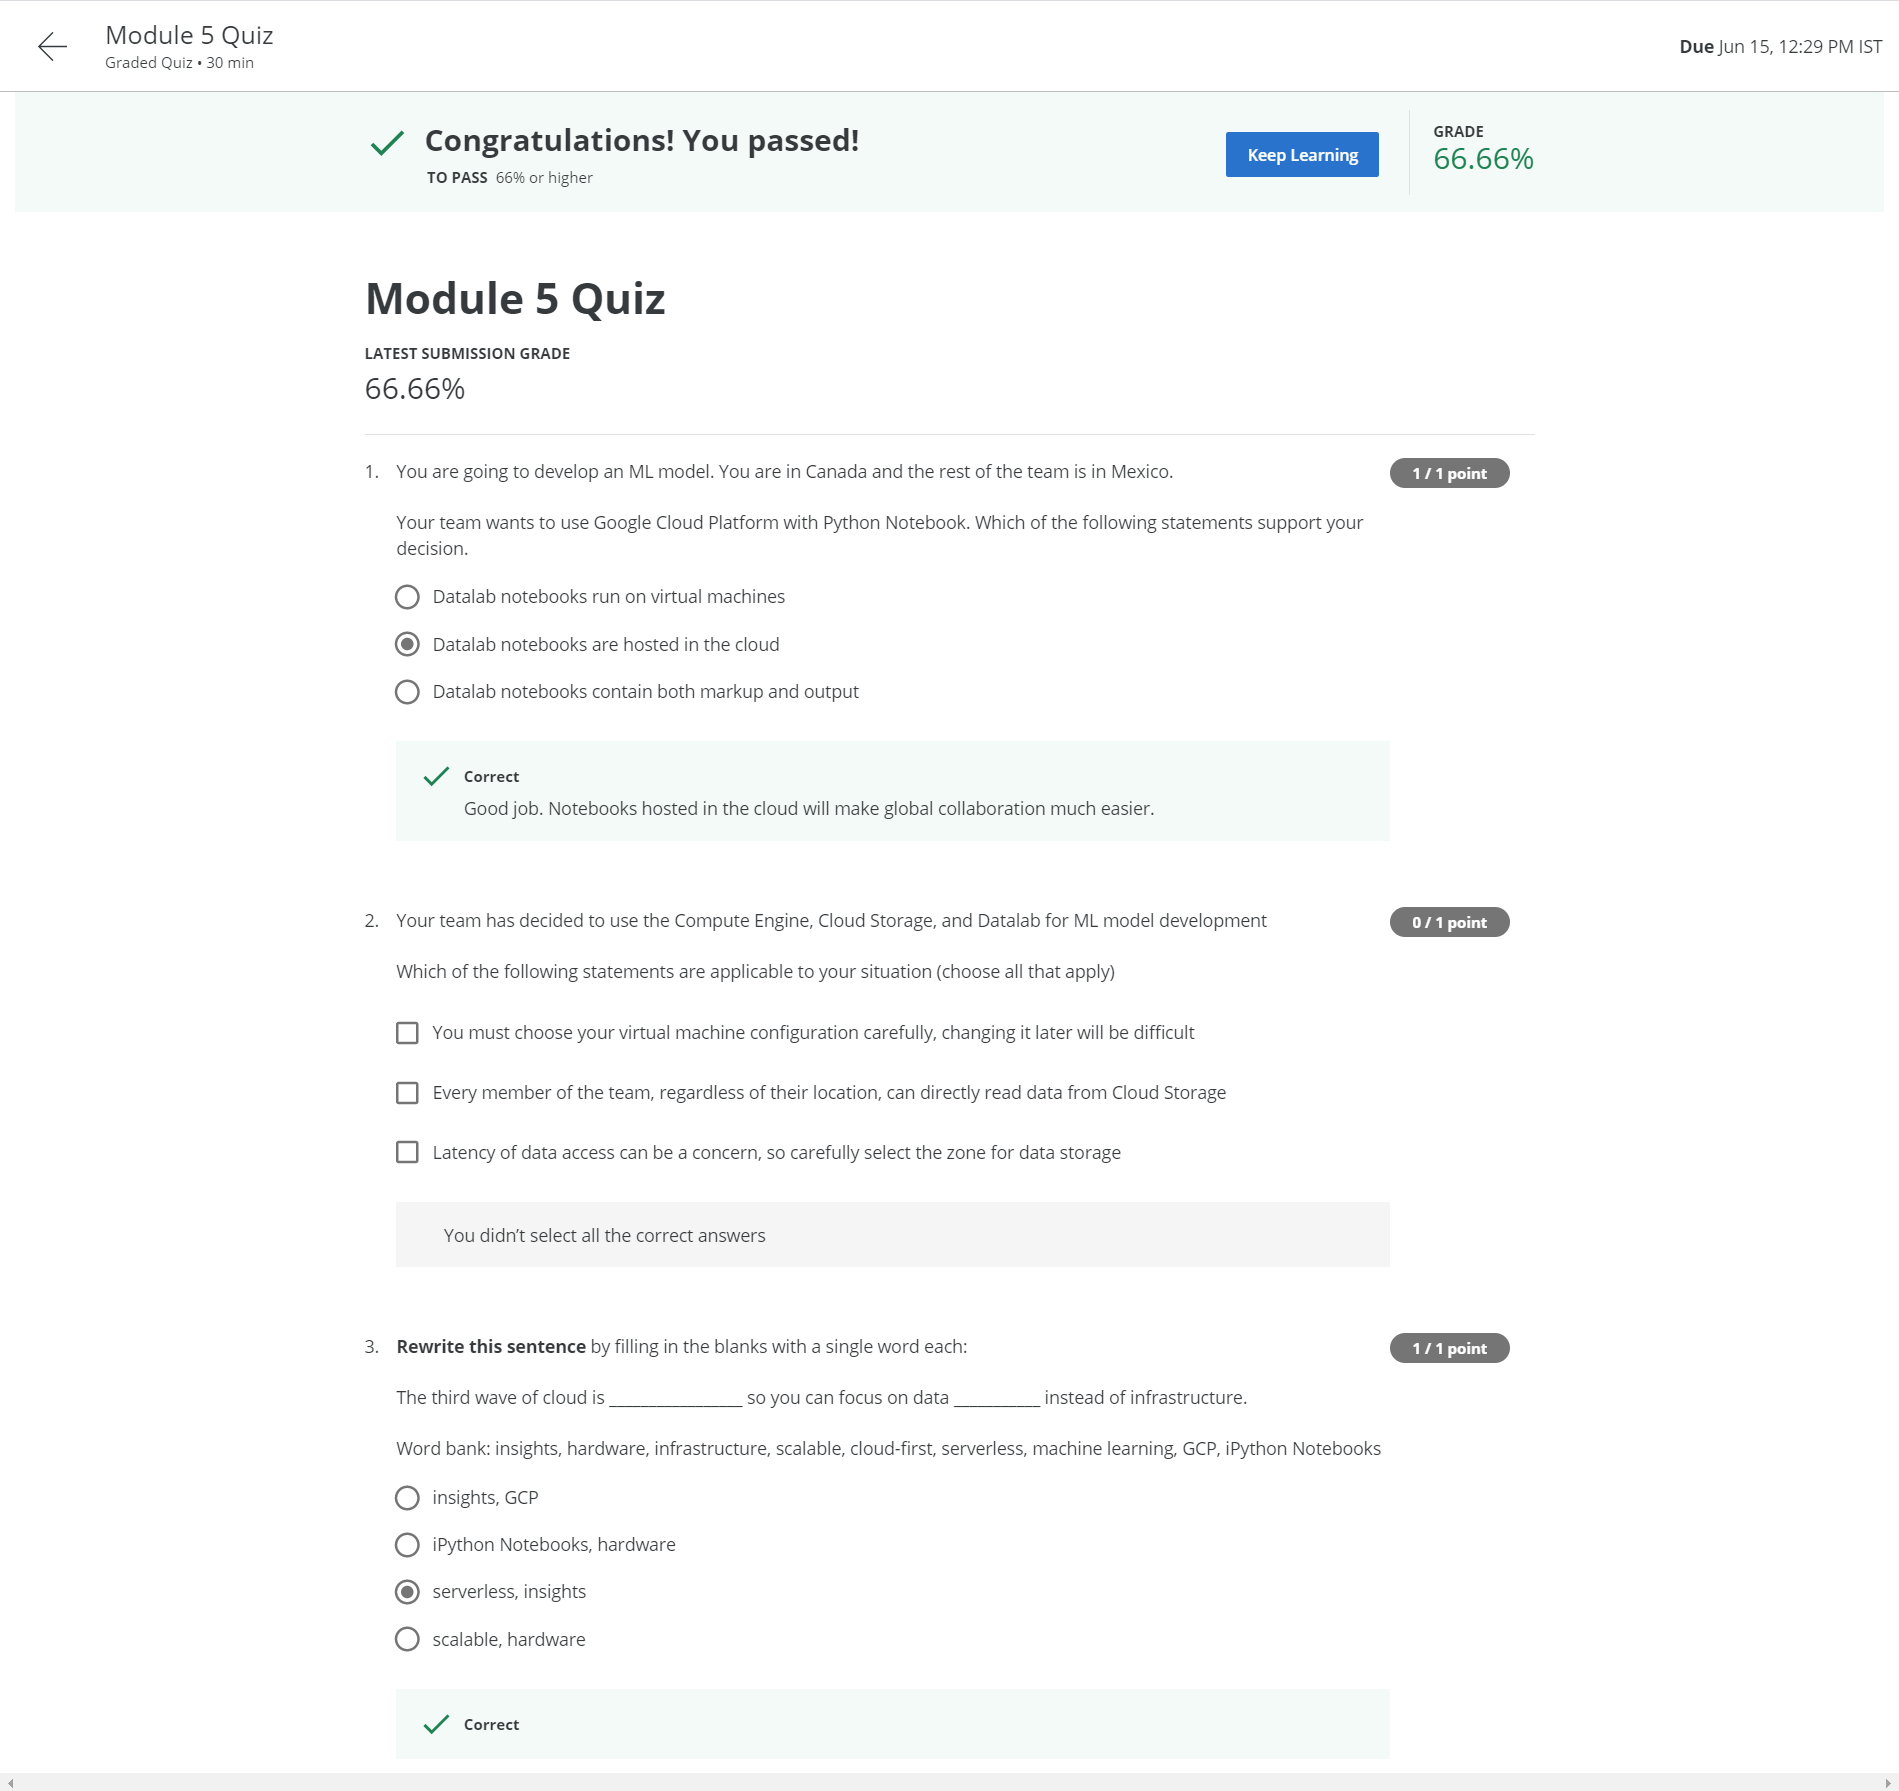 Module 5 Quiz
Graded Quiz • 30 min
Due Jun 15, 12:29 PM IST
Congratulations! You passed!
TO PASS 66% or higher
Keep Learning
GRADE
66.66%
Module 5 Quiz
LATEST SUBMISSION GRADE
66.66%
1. You are going to develop an ML model. You are in Canada and the rest of the team is in Mexico.
1 / 1 point
Your team wants to use Google Cloud Platform with Python Notebook. Which of the following statements support your
decision.
Datalab notebooks run on virtual machines
Datalab notebooks are hosted in the cloud
Datalab notebooks contain both markup and output
Correct
Good job. Notebooks hosted in the cloud will make global collaboration much easier.
2. Your team has decided to use the Compute Engine, Cloud Storage, and Datalab for ML model development
0 / 1 point
Which of the following statements are applicable to your situation (choose all that apply)
You must choose your virtual machine configuration carefully, changing it later will be difficult
Every member of the team, regardless of their location, can directly read data from Cloud Storage
Latency of data access can be a concern, so carefully select the zone for data storage
You didn’t select all the correct answers
3. Rewrite this sentence by filling in the blanks with a single word each:
1 / 1 point
The third wave of cloud is _______________ so you can focus on data __________ instead of infrastructure.
Word bank: insights, hardware, infrastructure, scalable, cloud-first, serverless, machine learning, GCP, iPython Notebooks
insights, GCP
iPython Notebooks, hardware
serverless, insights
scalable, hardware
Correct